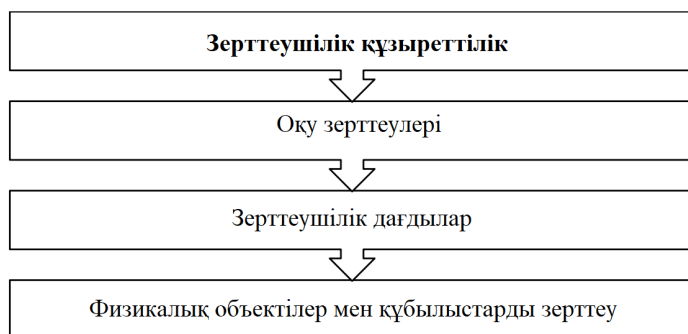 Зерттеушілік құзыреттілік
Оқу зерттеулері
Зерттеушілік дағдылар
Физикалық объектілер мен құбылыстарды зерттеу